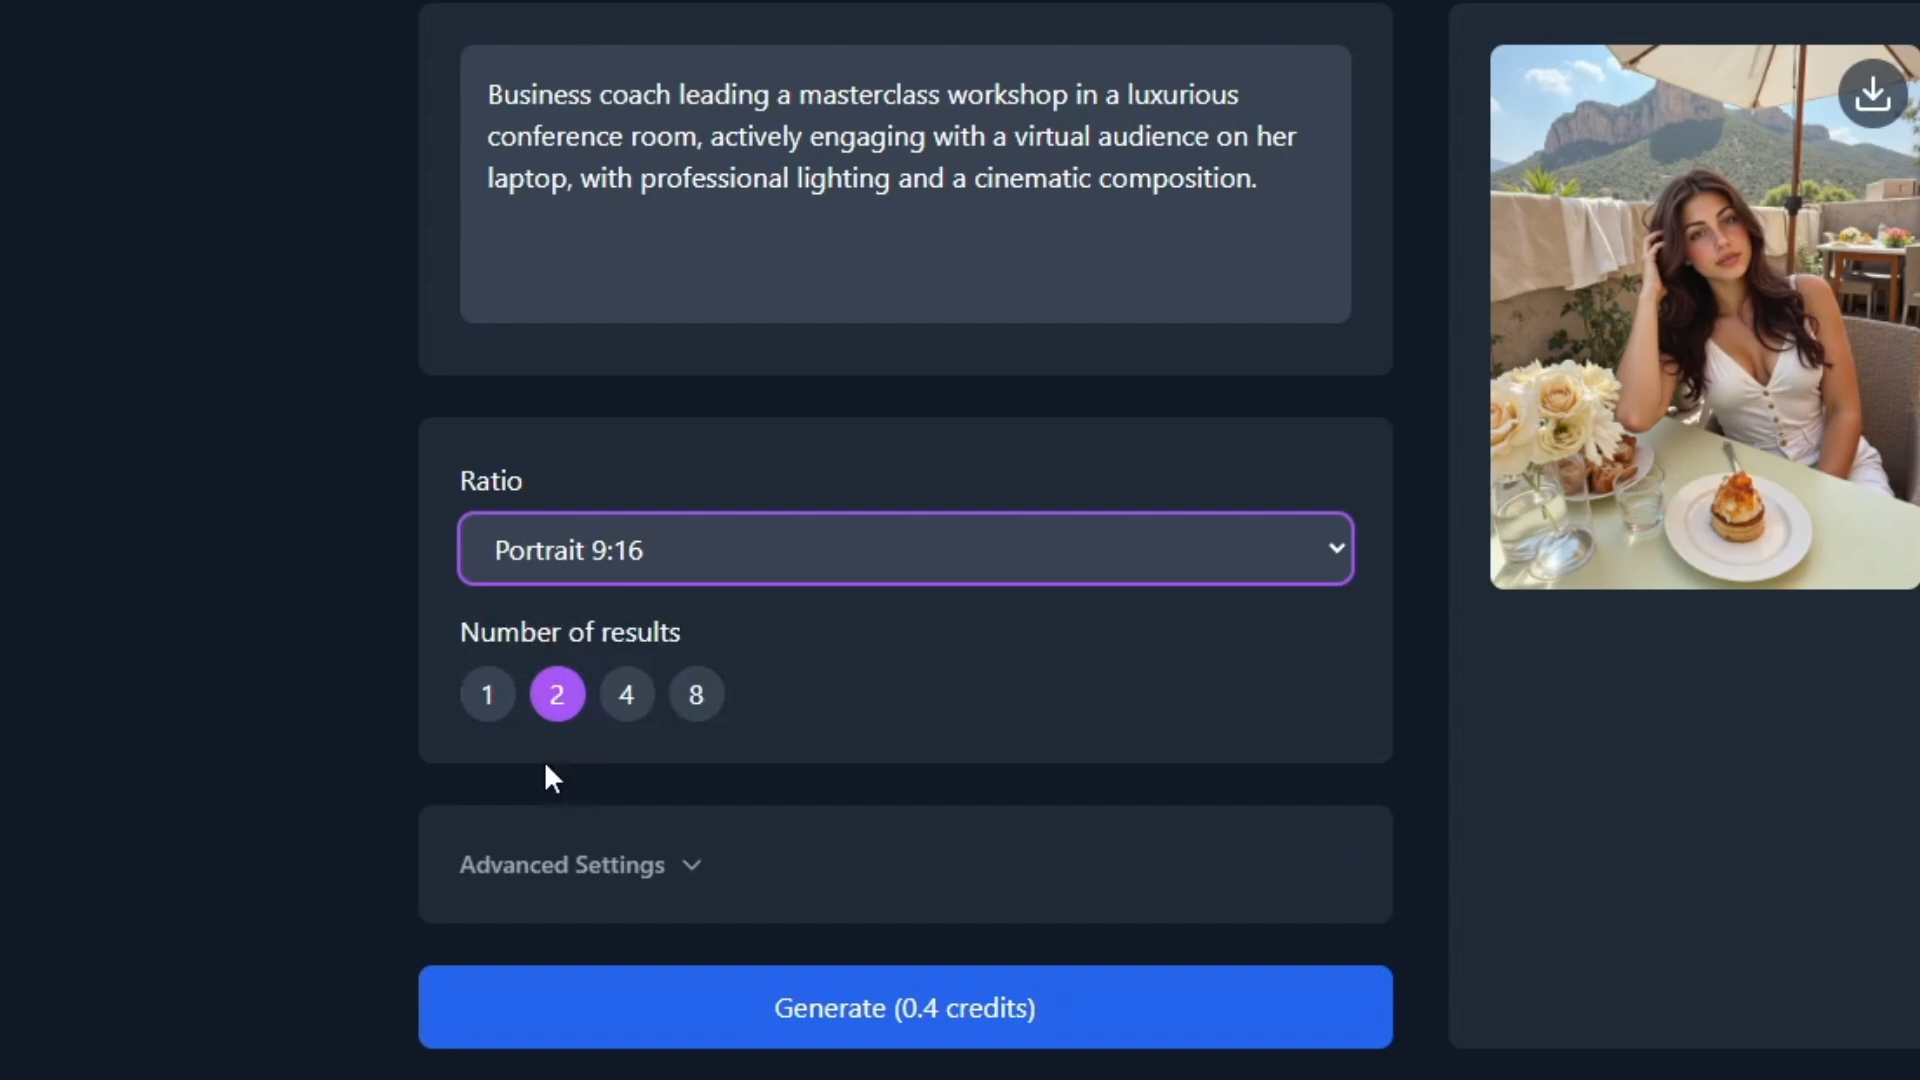 Business coach leading a masterclass workshop in a luxurious
conference room, actively engaging with a virtual audience on her
laptop, with professional lighting and a cinematic composition.
Ratio
Portrait 9:16
Number of results
1 2 4 8
Advanced Settings
Generate (0.4 credits)